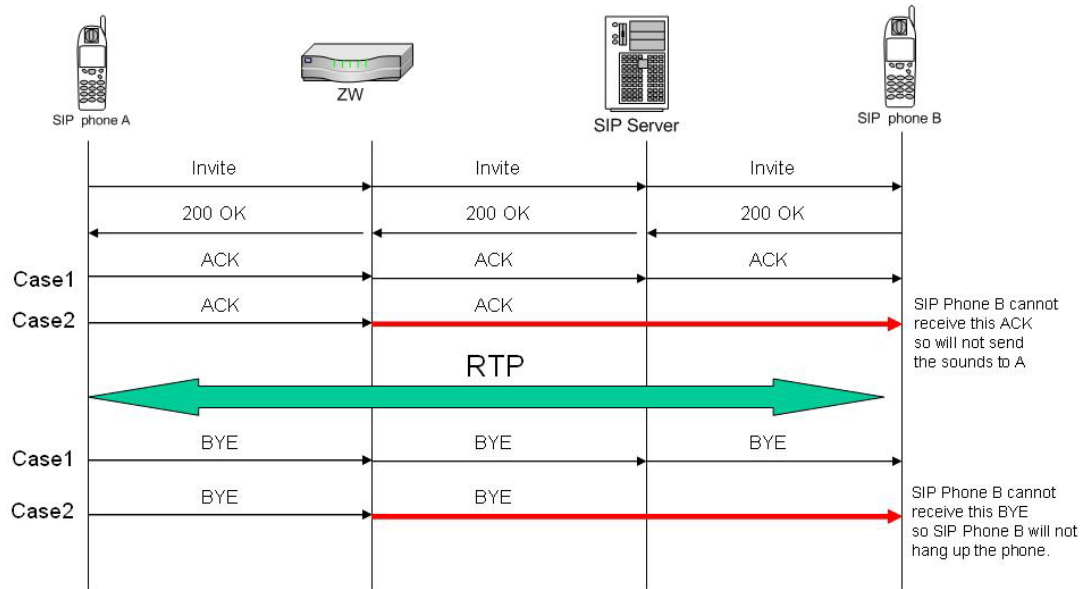 SIP phone A
ZW
SIP Server
SIP phone B
Invite
Invite
Invite
200 OK
200 OK
200 OK
Case1
ACK
ACK
ACK
Case2
ACK
ACK
SIP Phone B cannot
receive this ACK
so will not send
the sounds to A
RTP
Case1
BYE
BYE
BYE
Case2
BYE
BYE
SIP Phone B cannot
receive this BYE
so SIP Phone B will not
hang up the phone.